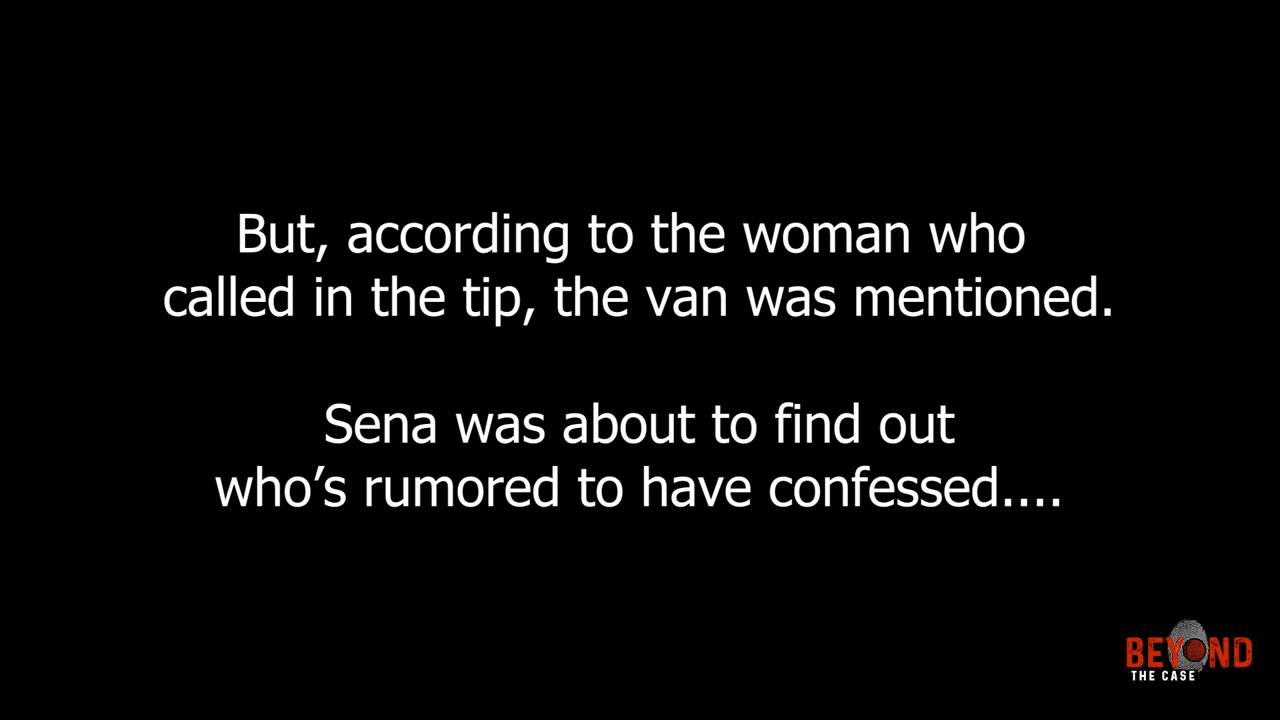 But, according to the woman who
called in the tip, the van was mentioned.
Sena was about to find out
who’s rumored to have confessed....
BEYOND
THE CASE